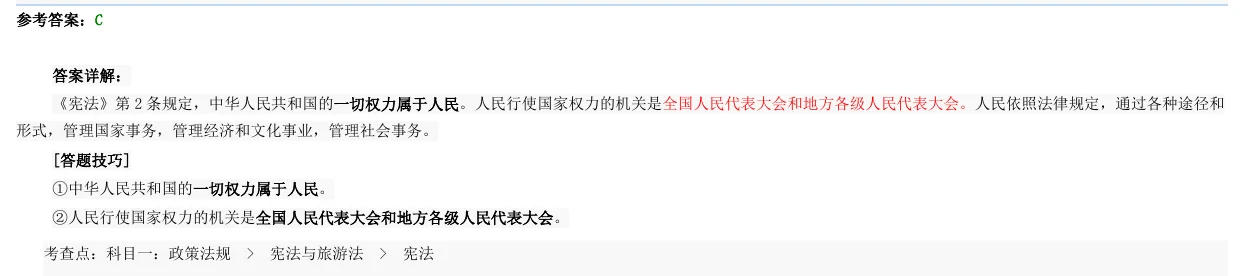 参考答案：C
答案详解：
《宪法》第 2 条规定，中华人民共和国的一切权力属于人民。人民行使国家权力的机关是全国人民代表大会和地方各级人民代表大会。人民依照法律规定，通过各种途径和
形式，管理国家事务，管理经济和文化事业，管理社会事务。
[答题技巧]
①中华人民共和国的一切权力属于人民。
②人民行使国家权力的机关是全国人民代表大会和地方各级人民代表大会。
考查点：科目一：政策法规 > 宪法与旅游法 > 宪法